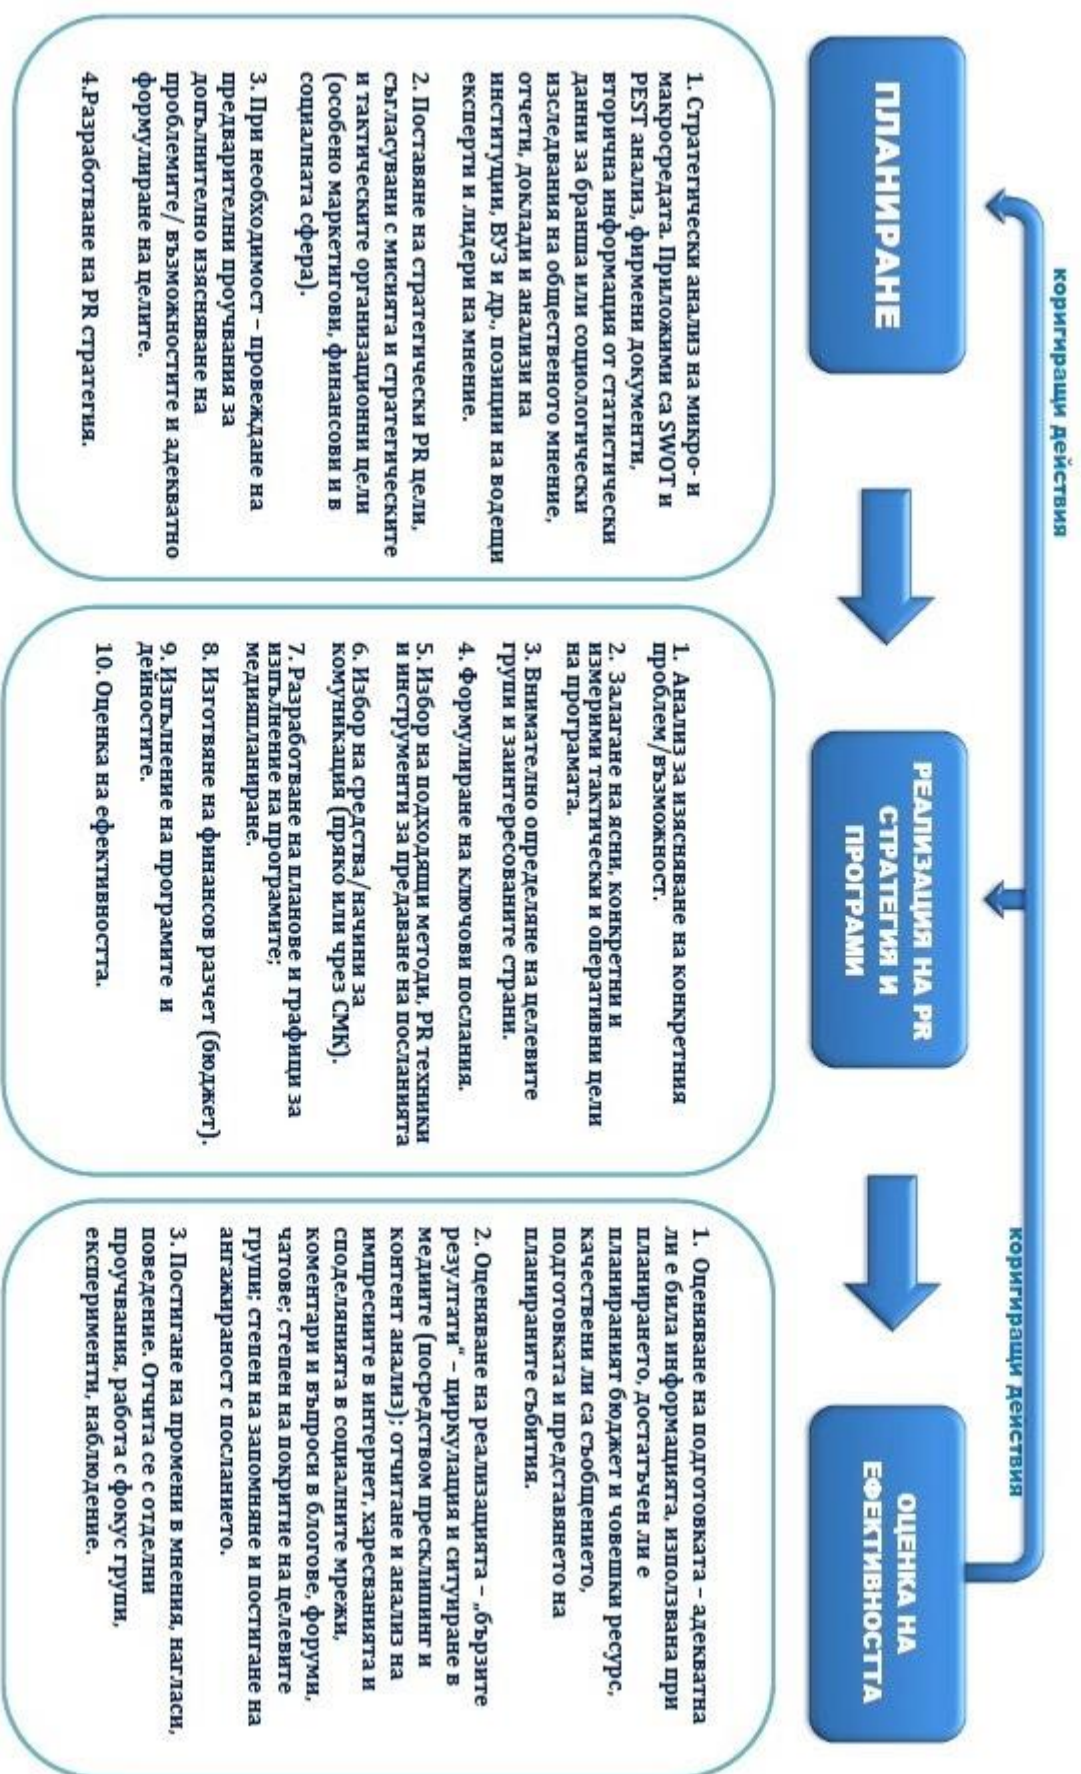 коригиращи действия
коригиращи действия
ПЛАНИРАНЕ
РЕАЛИЗАЦИЯ НА PR
СТРАТЕГИЯ И
ПРОГРАМИ
ОЦЕНКА НА
ЕФЕКТИВНОСТТА
1. Стратегически анализ на микро- и
макросредата. Приложими са SWOT и
PEST анализ, фирмени документи,
вторична информация от статистически
данни за бранша или социологически
изследвания на общественото мнение,
отчети, доклади и анализи на
институции, ВУЗ и др., позиции на водещи
експерти и лидери на мнение.
2. Поставяне на стратегически PR цели,
съгласувани с мисията и стратегическите
и тактическите организационни цели
(особено маркетигови, финансови и в
социалната сфера).
3. При необходимост – провеждане на
предварителни проучвания за
допълнително изясняване на
проблемите/ възможностите и адекватно
формулиране на целите.
4.Разработване на PR стратегия.
1. Анализ за изясняване на конкретния
проблем/възможност.
2. Залагане на ясни, конкретни и
измерими тактически и оперативни цели
на програмата.
3. Внимателно определяне на целевите
групи и заинтересованите страни.
4. Формулиране на ключови послания.
5. Избор на подходящи методи, PR техники
и инструменти за предаване на посланията
6. Избор на средства/начини за
комуникация (пряко или чрез СМК).
7. Разработване на планове и графици за
изпълнение на програмите;
медияпланиране.
8. Изготвяне на финансов разчет (бюджет).
9. Изпълнение на програмите и
дейностите.
10. Оценка на ефективността.
1. Оценяване на подготовката – адекватна
ли е била информацията, използвана при
планирането, достатъчен ли е
планираният бюджет и човешки ресурс,
качествени ли са съобщението,
подготовката и представянето на
планираните събития.
2. Оценяване на реализацията – „бързите
резултати“ – циркулация и ситуиране в
медиите (посредством пресклипинг и
контент анализ); отчитане и анализ на
импресиите в интернет, харесванията и
споделянията в социалните мрежи,
коментари и въпроси в блогове, форуми,
чатове; степен на покритие на целевите
групи; степен на запомняне и постигане на
ангажираност с посланието.
3. Постигане на промени в мнения, нагласи,
поведение. Отчита се с отделни
проучвания, работа с фокус групи,
експерименти, наблюдение.